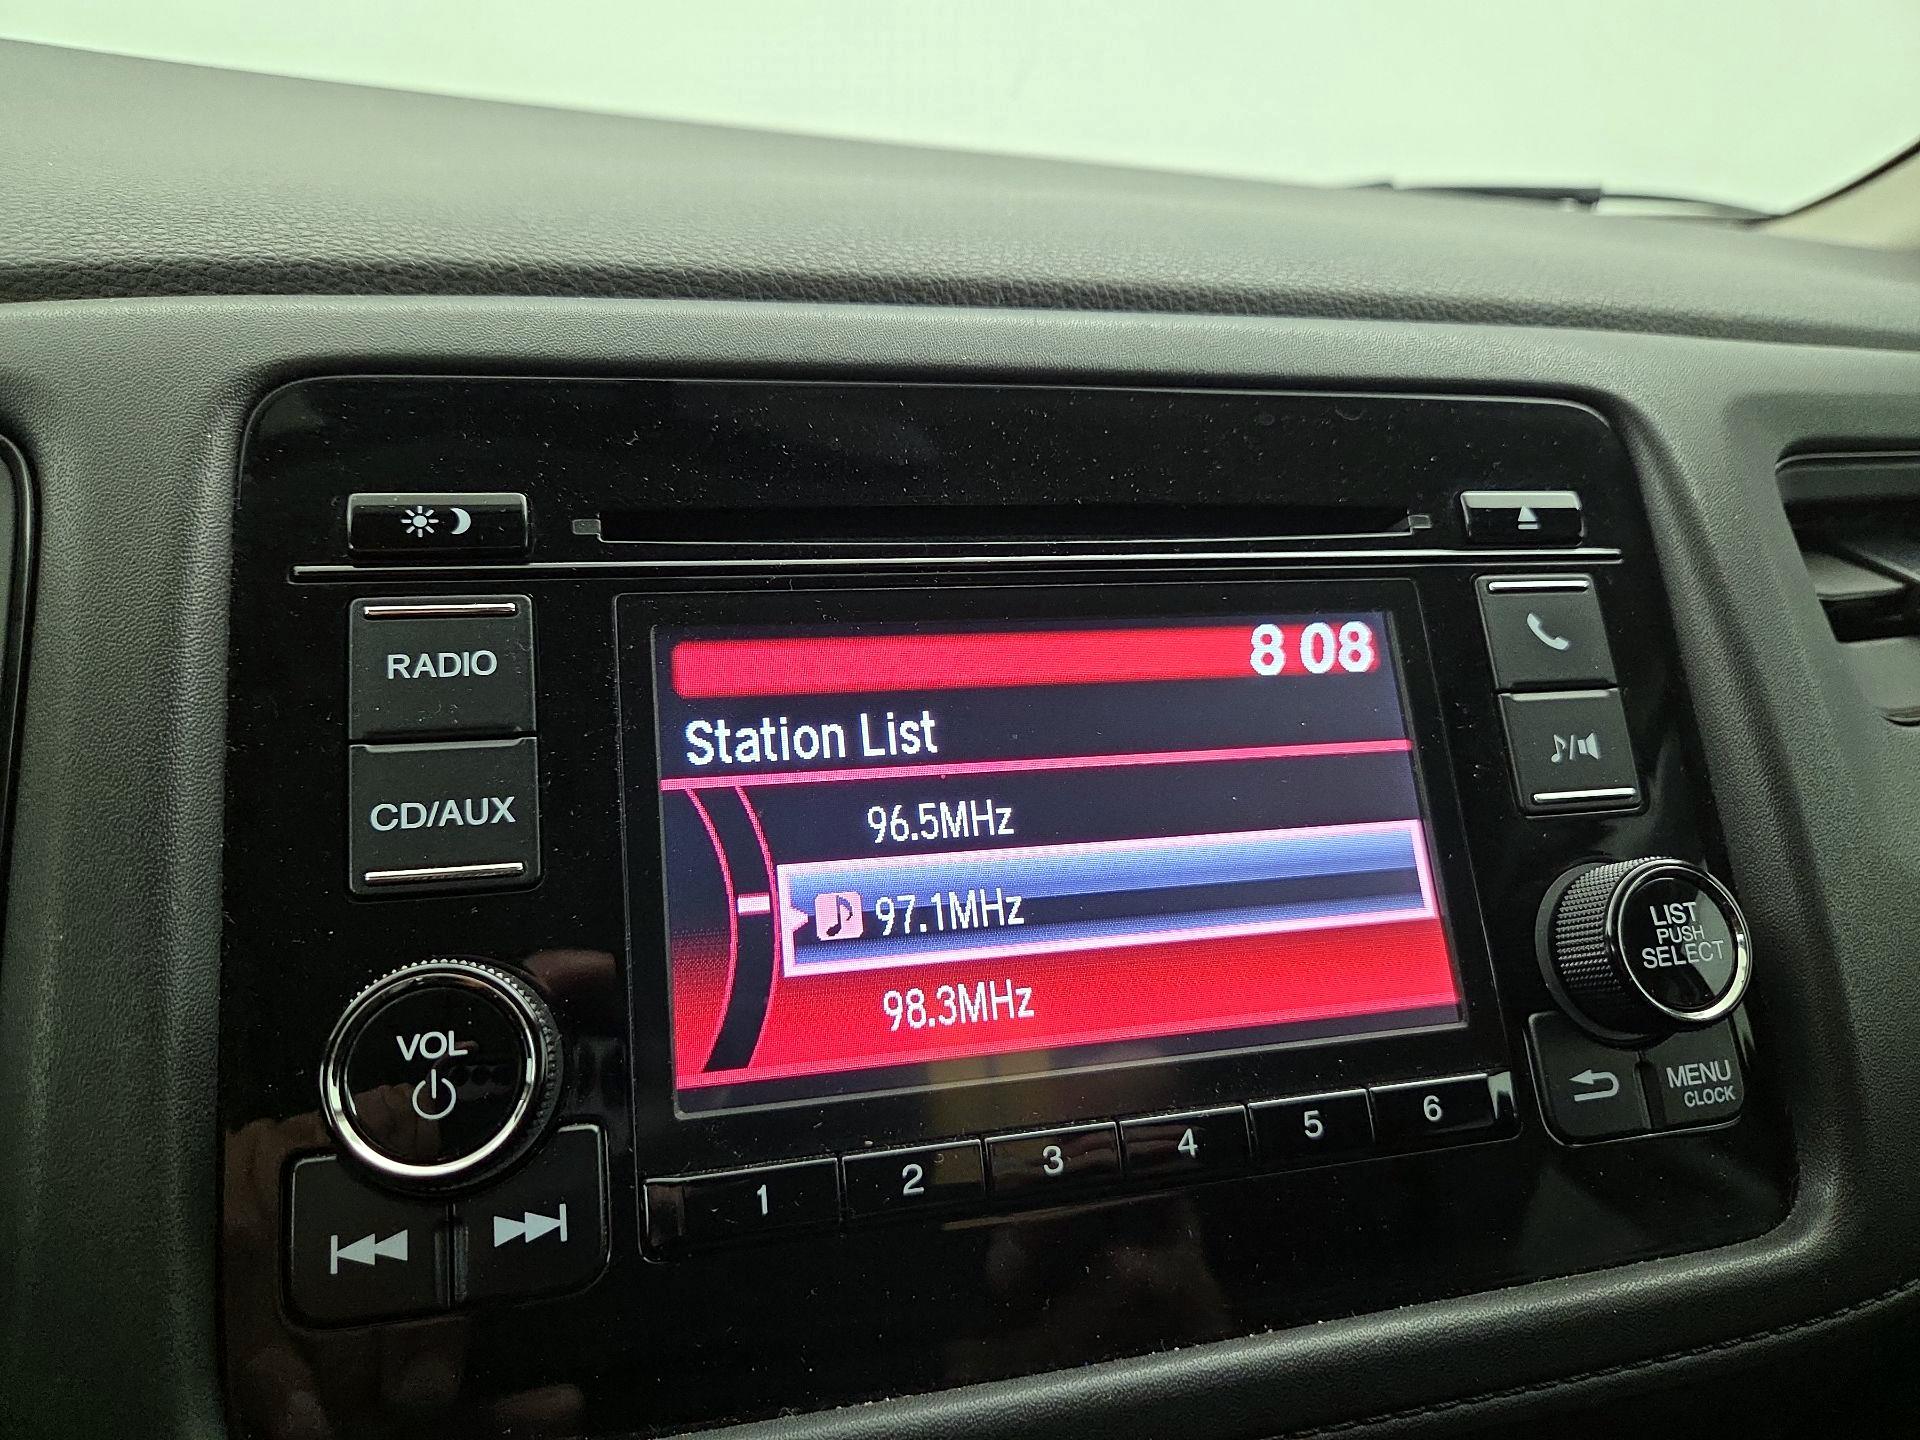 RADIO
CD/AUX
VOL
8 08
Station List
96.5MHz
97.1MHz
98.3MHz
1 2 3 4 5 6
LIST
PUSH
SELECT
MENU
CLOCK